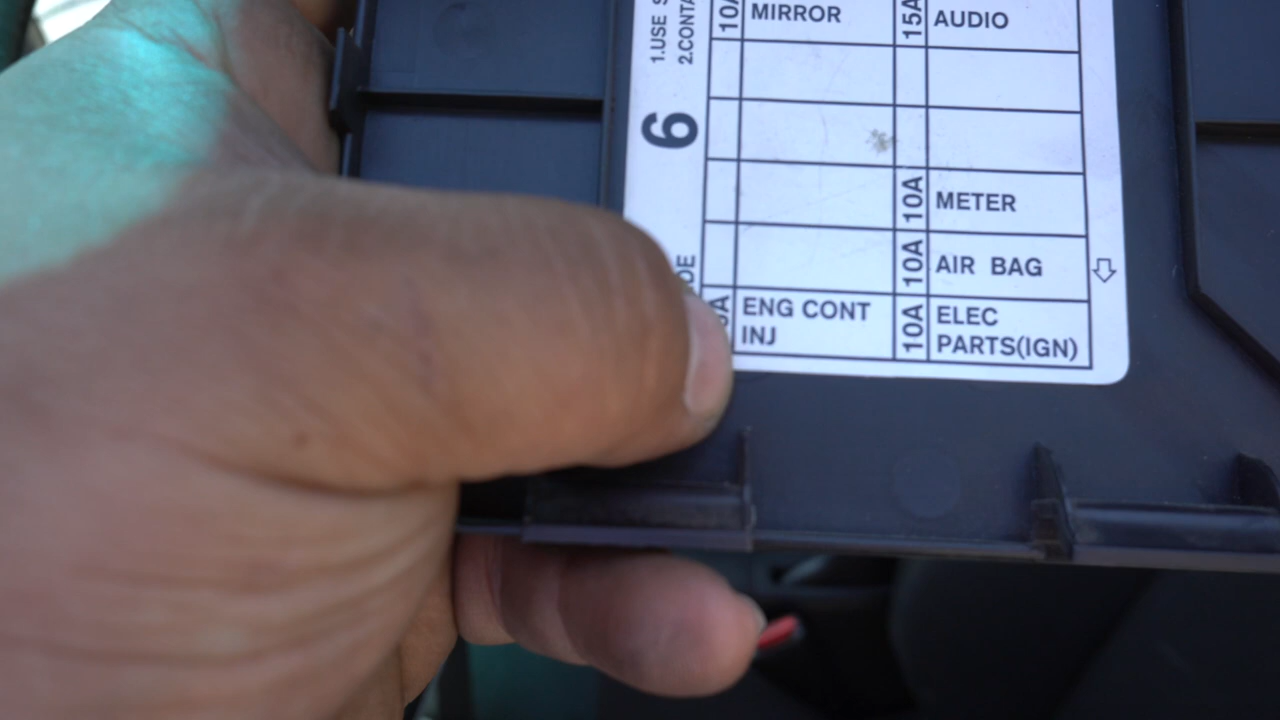 1.USE S
2.CONTA
6
10A MIRROR 15A AUDIO
10A METER
10A AIR BAG
ENG CONT
INJ
10A ELEC
PARTS(IGN)